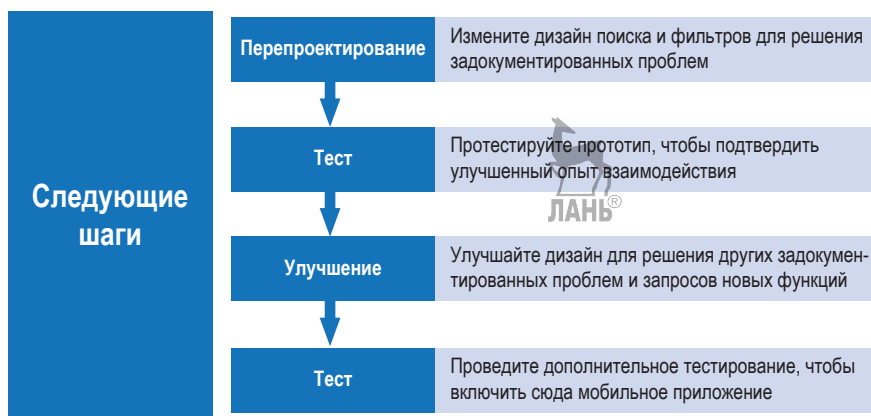 Следующие
шаги
Перепроектирование
Измените дизайн поиска и фильтров для решения
задокументированных проблем
Тест
Протестируйте прототип, чтобы подтвердить
улучшенный опыт взаимодействия
ЛАНЬ®
Улучшение
Улучшайте дизайн для решения других задокумен-
тированных проблем и запросов новых функций
Тест
Проведите дополнительное тестирование, чтобы
включить сюда мобильное приложение